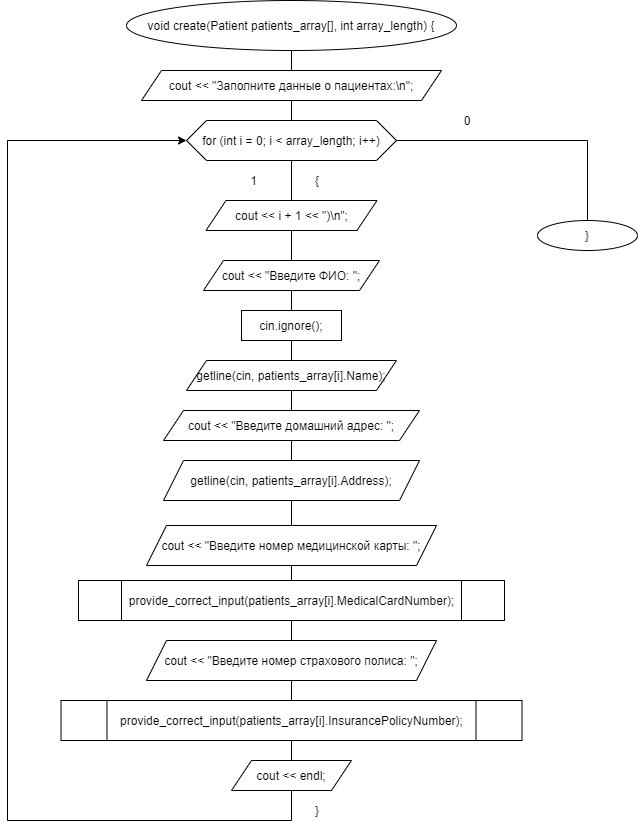 void create(Patient patients_array[], int array_length) {
cout << "Заполните данные о пациентах:\n";
for (int i = 0; i < array_length; i++)
0
1
{
cout << i + 1 << ")\n";
}
cout << "Введите ФИО: ";
cin.ignore();
getline(cin, patients_array[i].Name);
cout << "Введите домашний адрес: ";
getline(cin, patients_array[i].Address);
cout << "Введите номер медицинской карты: ";
provide_correct_input(patients_array[i].MedicalCardNumber);
cout << "Введите номер страхового полиса: ";
provide_correct_input(patients_array[i].InsurancePolicyNumber);
cout << endl;
}